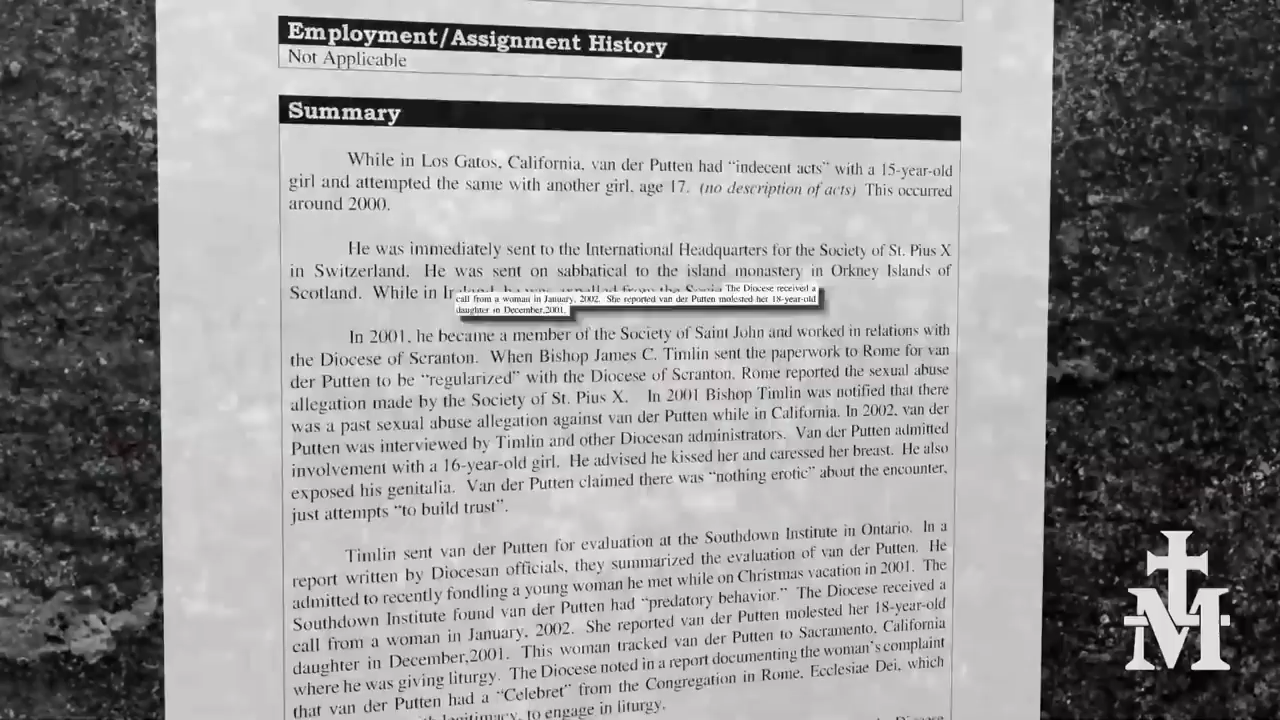 Employment/Assignment History
Not Applicable
Summary
While in Los Gatos, California, van der Putten had “indecent acts” with a 15-year-old
girl and attempted the same with another girl, age 17. (no description of acts) This occurred
around 2000.
He was immediately sent to the International Headquarters for the Society of St. Pius X
in Switzerland. He was sent on sabbatical to the island monastery in Orkney Islands of
Scotland. While in
The Diocese received a
call from a woman in January, 2002. She reported van der Putten molested her 18-year-old
daughter in December,2001.
In 2001, he became a member of the Society of Saint John and worked in relations with
the Diocese of Scranton. When Bishop James C. Timlin sent the paperwork to Rome for van
der Putten to be “regularized” with the Diocese of Scranton, Rome reported the sexual abuse
allegation made by the Society of St. Pius X. In 2001 Bishop Timlin was notified that there
was a past sexual abuse allegation against van der Putten while in California. In 2002, van der
Putten was interviewed by Timlin and other Diocesan administrators. Van der Putten admitted
involvement with a 16-year-old girl. He advised he kissed her and caressed her breast. He also
exposed his genitalia. Van der Putten claimed there was “nothing erotic” about the encounter,
just attempts “to build trust”.
Timlin sent van der Putten for evaluation at the Southdown Institute in Ontario. In a
report written by Diocesan officials, they summarized the evaluation of van der Putten. He
admitted to recently fondling a young woman he met while on Christmas vacation in 2001. The
Southdown Institute found van der Putten had “predatory behavior.” The Diocese received a
call from a woman in January, 2002. She reported van der Putten molested her 18-year-old
daughter in December,2001. This woman tracked van der Putten to Sacramento, California
where he was giving liturgy. The Diocese noted in a report documenting the woman's complaint
that van der Putten had a “Celebret” from the Congregation in Rome, Ecclesiae Dei, which
legitimacy, to engage in liturgy.
M